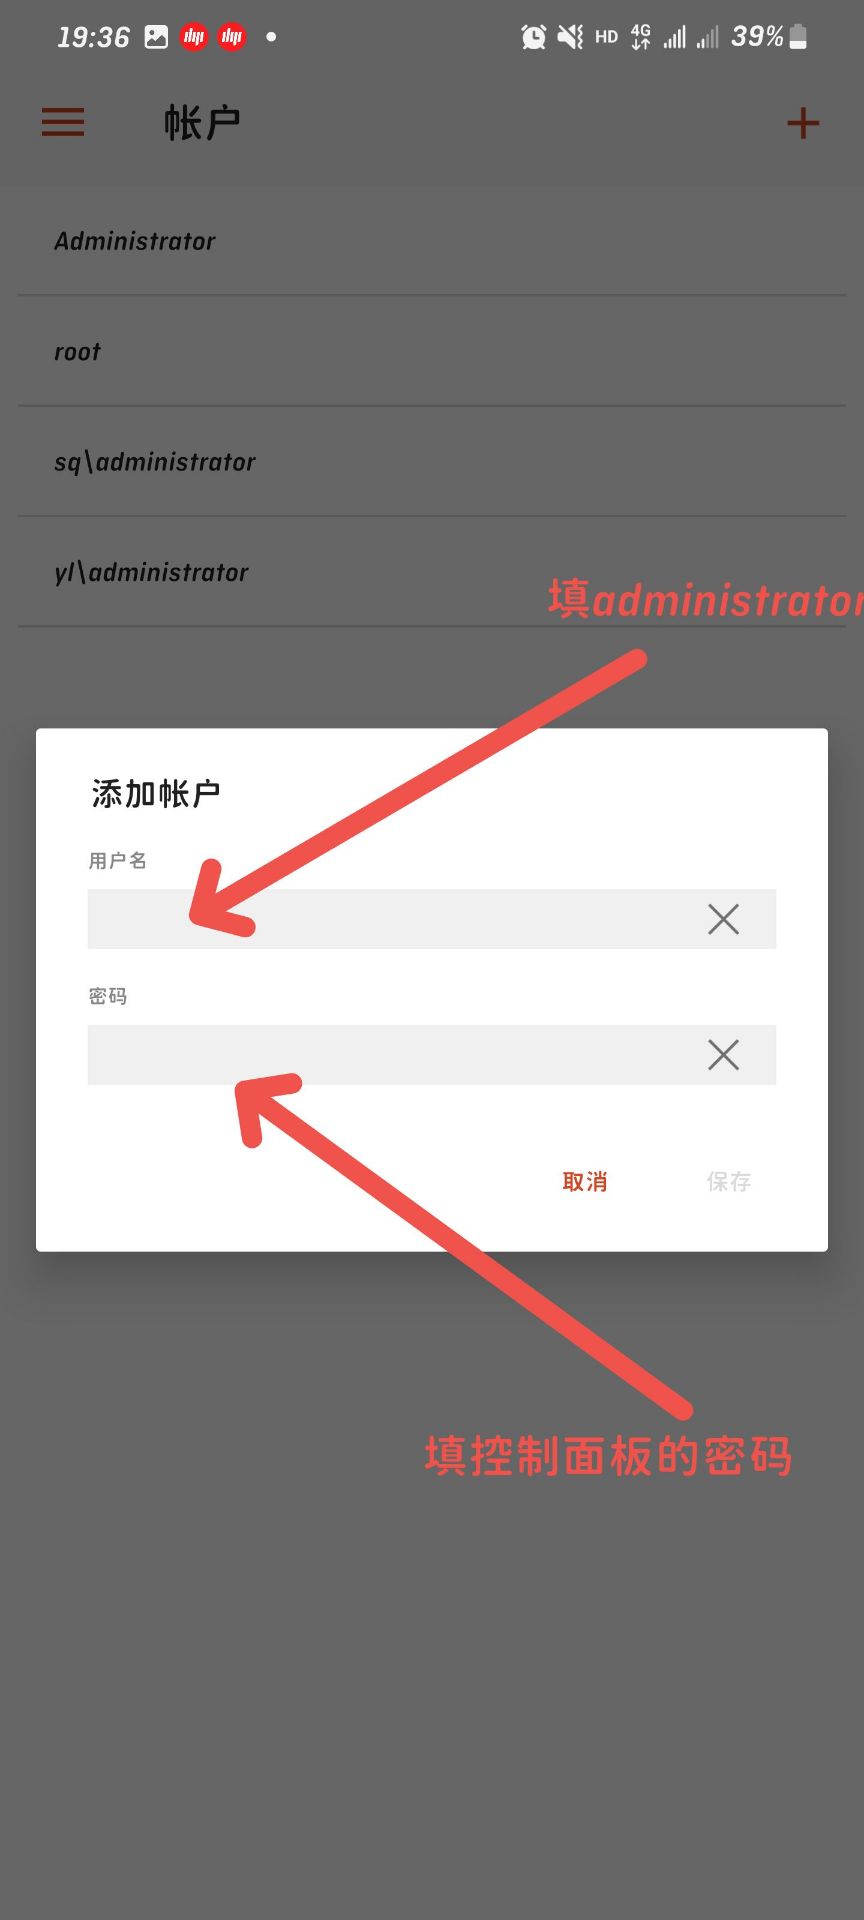 19:36 HD 4G 39%
帐户
Administrator
root
sq\administrator
yl\administrator
填administrator
添加帐户
用户名
密码
取消 保存
填控制面板的密码